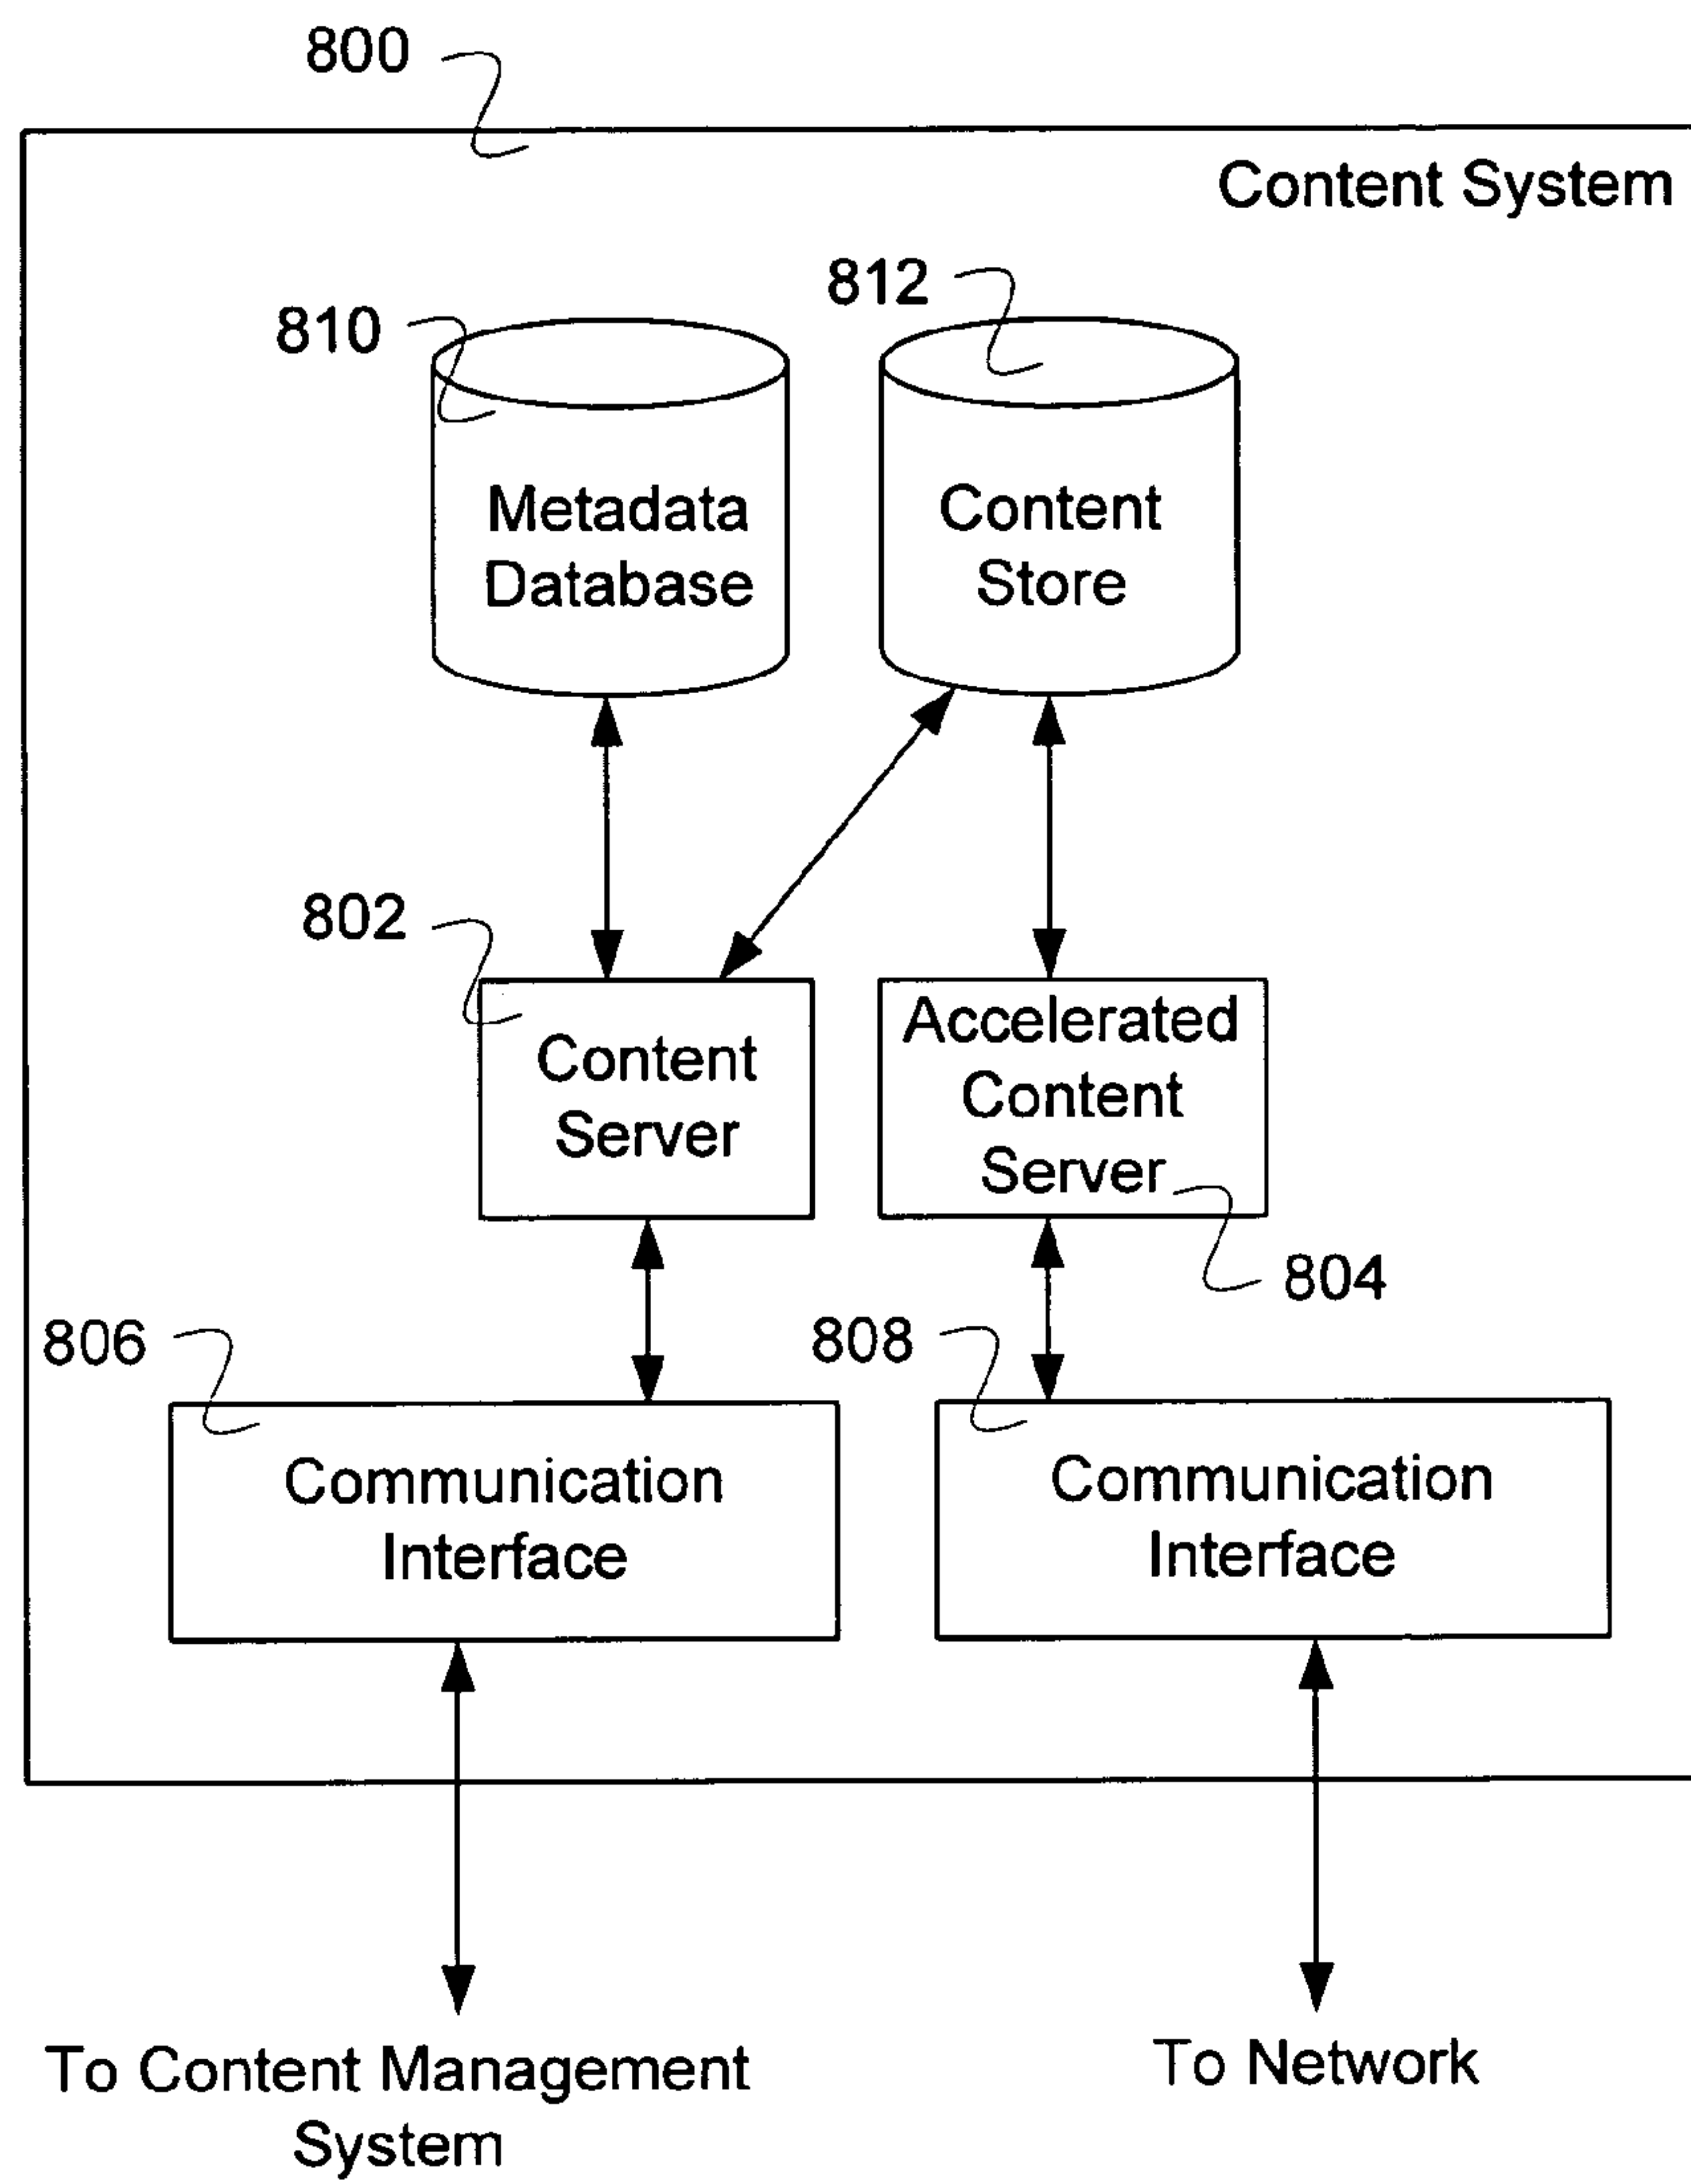 800
Content System
812
810
Metadata
Database
Content
Store
802
Content
Server
Accelerated
Content
Server
804
806
808
Communication
Interface
Communication
Interface
To Content Management
System
To Network